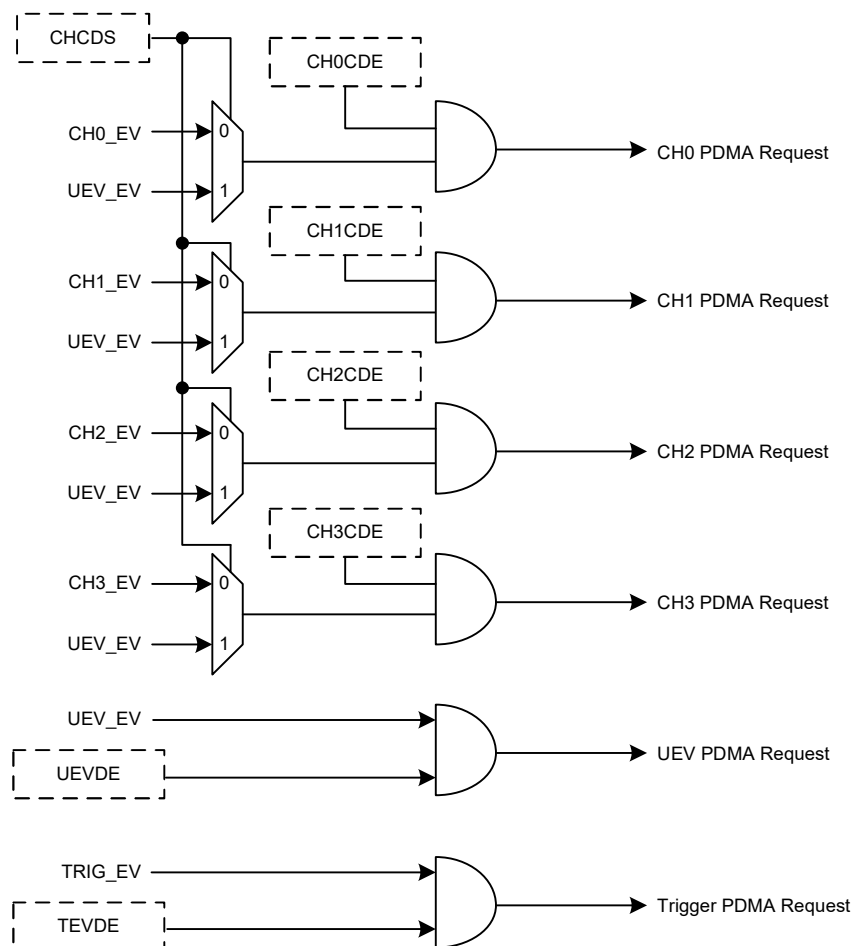 CHCDS
CH0CDE
CH0_EV
0
CH0 PDMA Request
UEV_EV
1
CH1CDE
CH1_EV
0
CH1 PDMA Request
UEV_EV
1
CH2CDE
CH2_EV
0
CH2 PDMA Request
UEV_EV
1
CH3CDE
CH3_EV
0
CH3 PDMA Request
UEV_EV
1
UEV_EV
UEV PDMA Request
UEVDE
TRIG_EV
Trigger PDMA Request
TEVDE